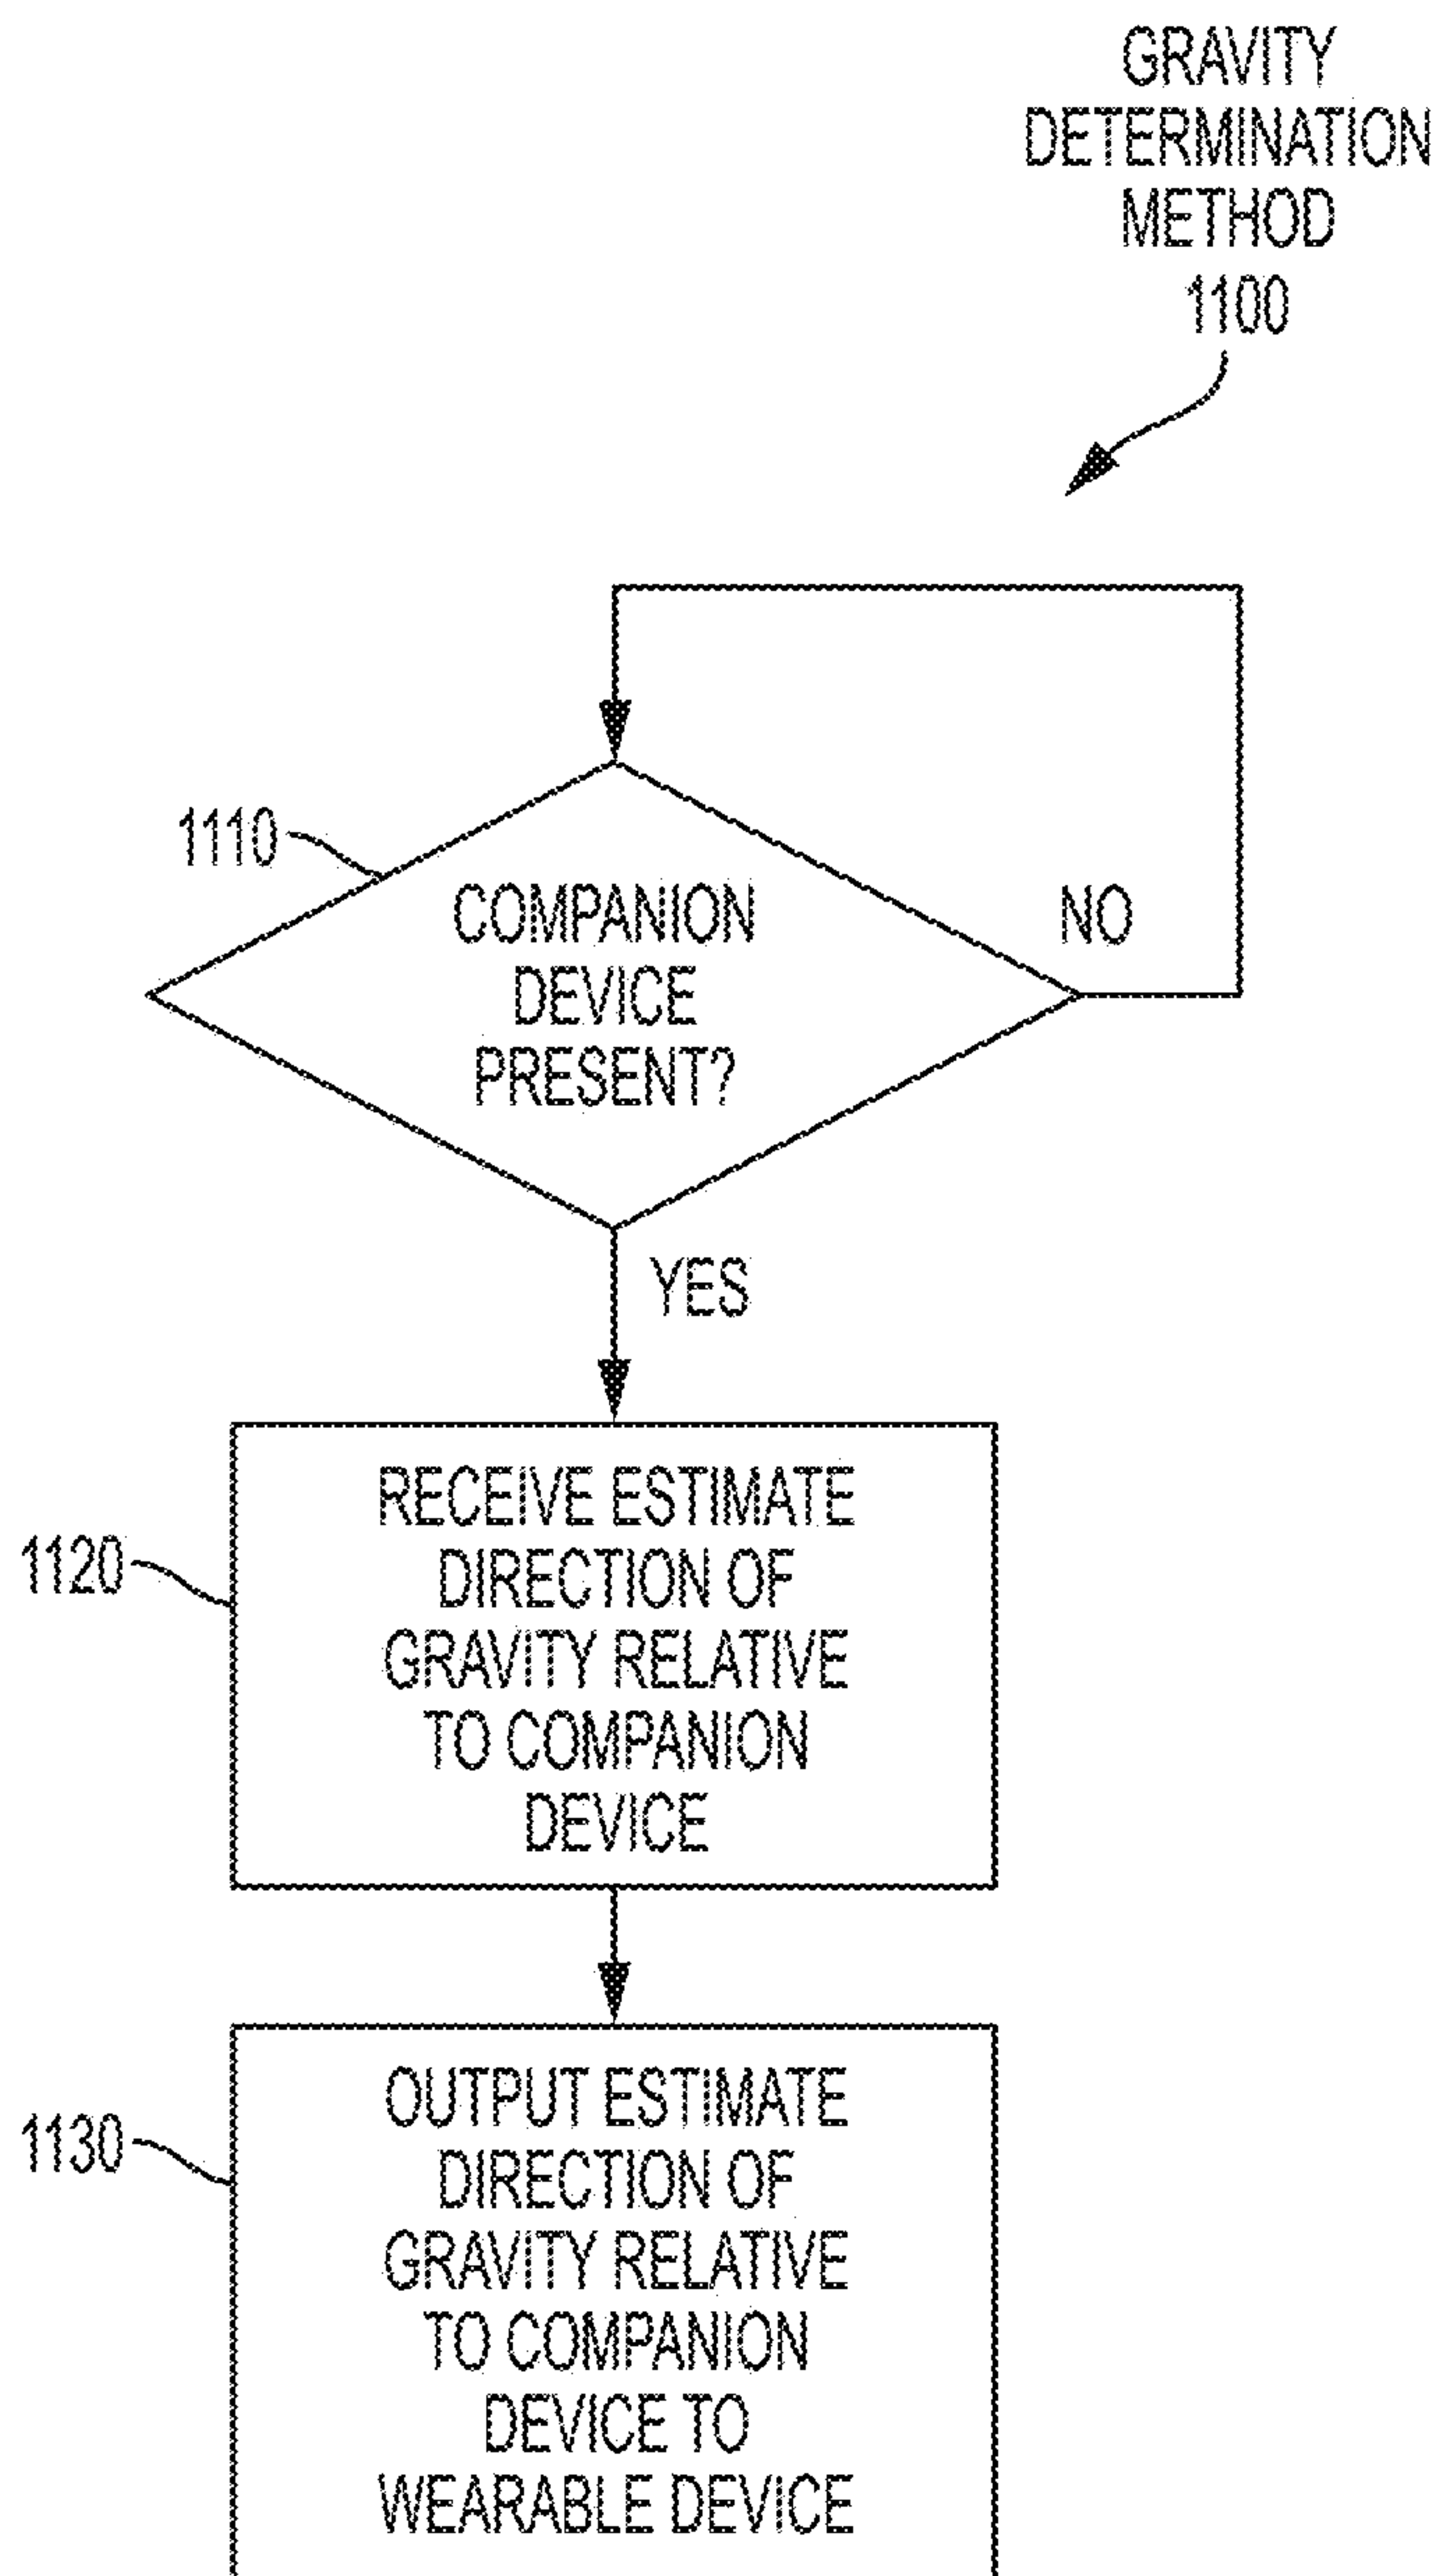 GRAVITY
DETERMINATION
METHOD
1100
1110
COMPANION
DEVICE
PRESENT?
NO
YES
1120
RECEIVE ESTIMATE
DIRECTION OF
GRAVITY RELATIVE
TO COMPANION
DEVICE
1130
OUTPUT ESTIMATE
DIRECTION OF
GRAVITY RELATIVE
TO COMPANION
DEVICE TO
WEARABLE DEVICE